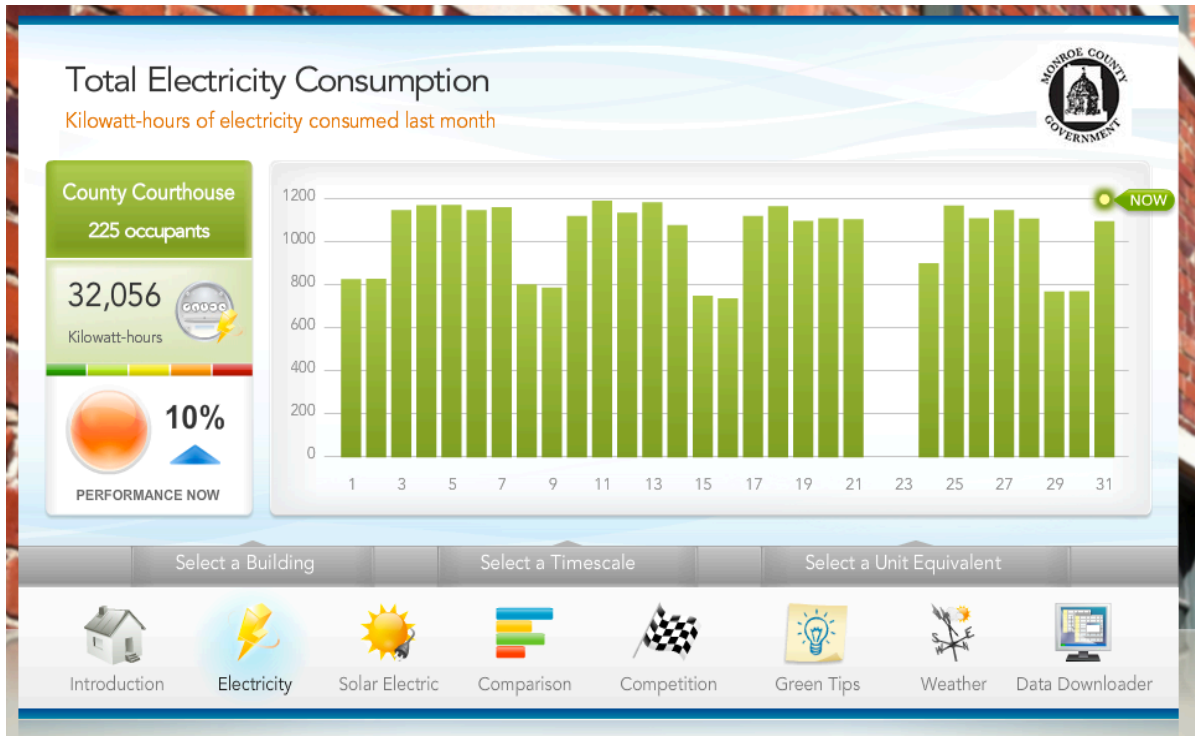 Total Electricity Consumption
Kilowatt-hours of electricity consumed last month
MONROE COUNTY
GOVERNMENT
County Courthouse
225 occupants
32,056
Kilowatt-hours
10%
PERFORMANCE NOW
1200
1000
800
600
400
200
0
NOW
1 3 5 7 9 11 13 15 17 19 21 23 25 27 29 31
Select a Building Select a Timescale Select a Unit Equivalent
Introduction Electricity Solar Electric Comparison Competition Green Tips Weather Data Downloader